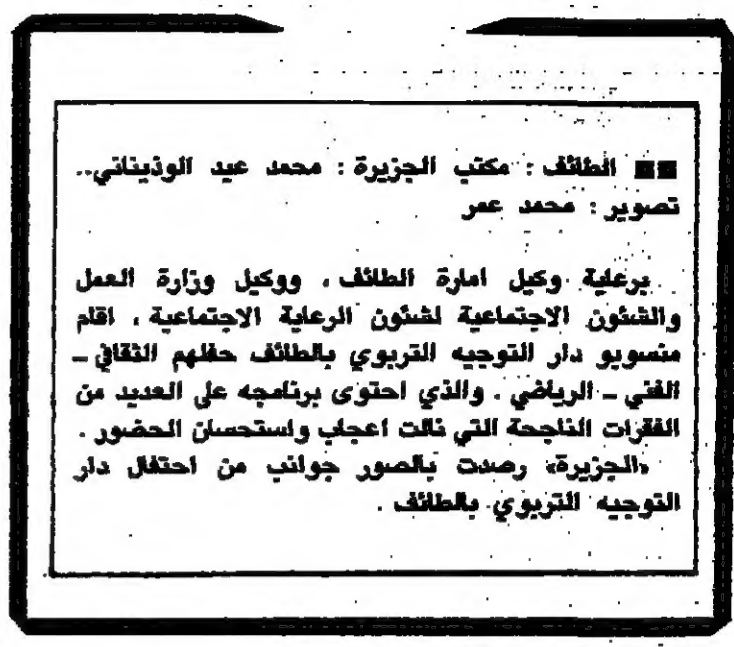 ■■ الطائف : مكتب الجزيرة : محمد عيد الوذيناني..
تصوير : محمد عمر
برعاية وكيل امارة الطائف ، ووكيل وزارة العمل
والشئون الاجتماعية لشئون الرعاية الاجتماعية ، اقام
منسوبو دار التوجيه التربوي بالطائف حفلهم الثقافي ـ
الفني ـ الرياضي . والذي احتوى برنامجه على العديد من
الفقرات الناجحة التي نالت اعجاب واستحسان الحضور .
«الجزيرة» رصدت بالصور جوانب من احتفال دار
التوجيه التربوي بالطائف .